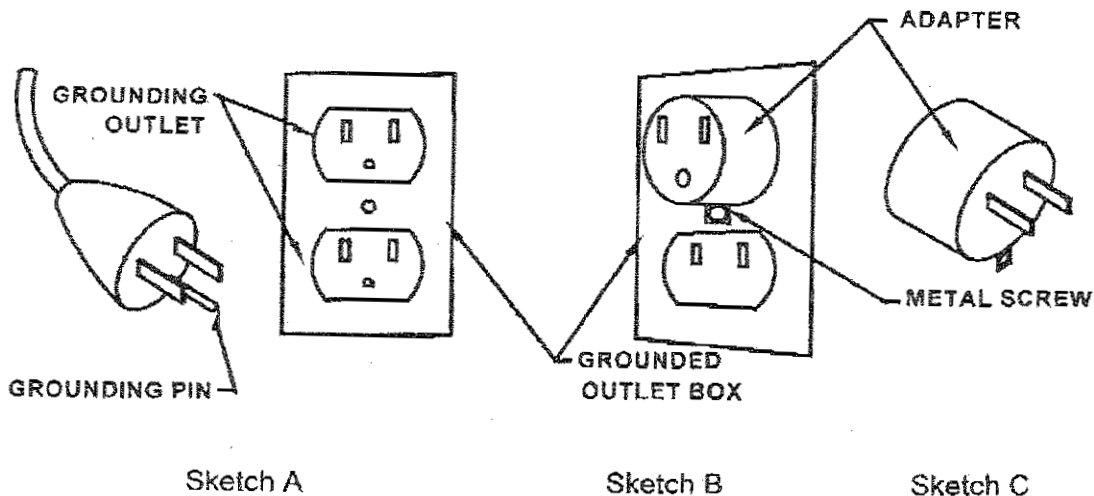 ADAPTER
GROUNDING
OUTLET
METAL SCREW
GROUNDED
OUTLET BOX
GROUNDING PIN
Sketch A
Sketch B
Sketch C